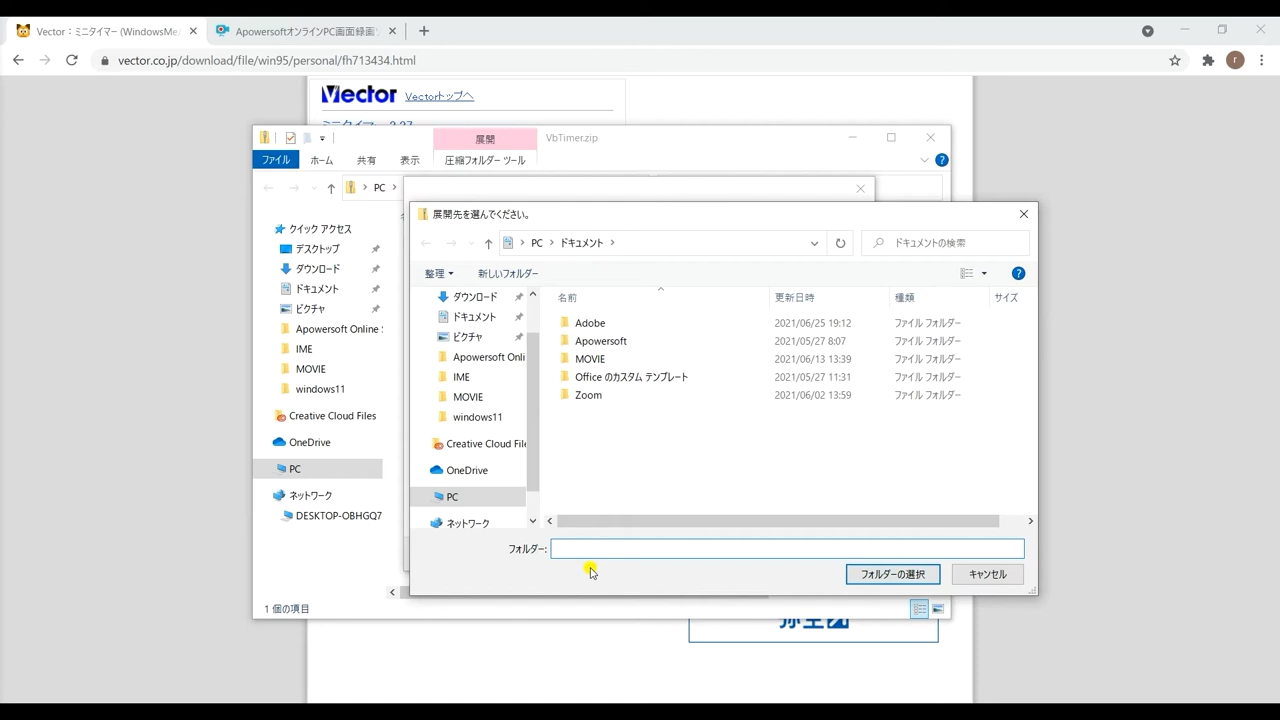 Vector：ミニタイマー (WindowsMe/
Apowersoftオンライン PC画面録画ソ
vector.co.jp/download/file/win95/personal/fh713434.html
r
Vector Vectorトップへ
展開 VbTimer.zip
ファイル ホーム 共有 表示 圧縮フォルダー ツール
PC
展開先を選んでください。
PC ドキュメント ドキュメントの検索
整理 新しいフォルダー
クイック アクセス
デスクトップ
ダウンロード
ドキュメント
ピクチャ
Apowersoft Online S
IME
MOVIE
windows11
Creative Cloud Files
OneDrive
PC
ネットワーク
DESKTOP-OBHGQ7
ダウンロード
ドキュメント
ピクチャ
Apowersoft Onli
IME
MOVIE
windows11
Creative Cloud File
OneDrive
PC
ネットワーク
名前 更新日時 種類 サイズ
Adobe 2021/06/25 19:12 ファイル フォルダー
Apowersoft 2021/05/27 8:07 ファイル フォルダー
MOVIE 2021/06/13 13:39 ファイル フォルダー
Office のカスタム テンプレート 2021/05/27 11:31 ファイル フォルダー
Zoom 2021/06/02 13:59 ファイル フォルダー
フォルダー:
フォルダーの選択 キャンセル
1 個の項目